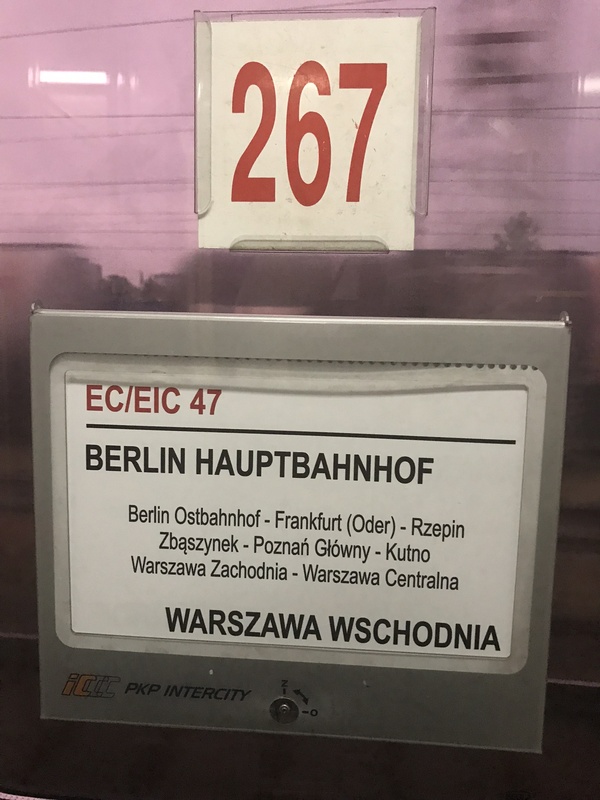 267
EC/EIC 47
BERLIN HAUPTBAHNHOF
Berlin Ostbahnhof - Frankfurt (Oder) - Rzepin
Zbąszynek - Poznań Główny - Kutno
Warszawa Zachodnia - Warszawa Centralna
WARSZAWA WSCHODNIA
IC PKP INTERCITY
Z
O